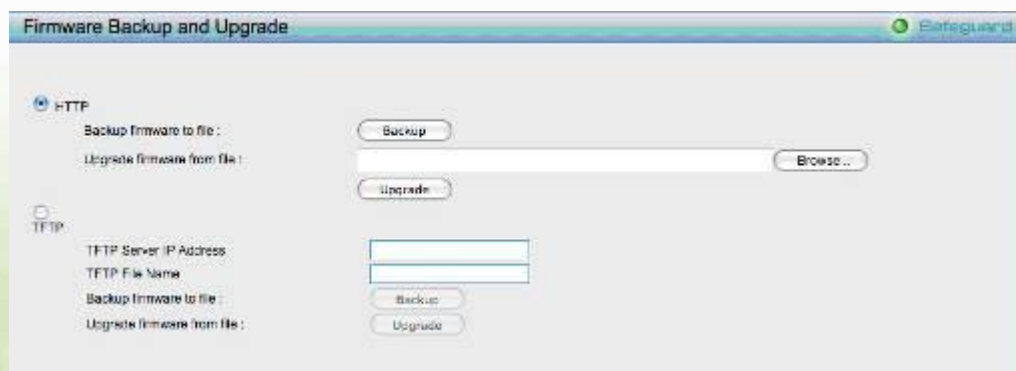 Firmware Backup and Upgrade
Safeguard
HTTP
Backup firmware to file :
Backup
Upgrade firmware from file :
Browse...
Upgrade
TFTP
TFTP Server IP Address
TFTP File Name
Backup firmware to file :
Backup
Upgrade firmware from file :
Upgrade